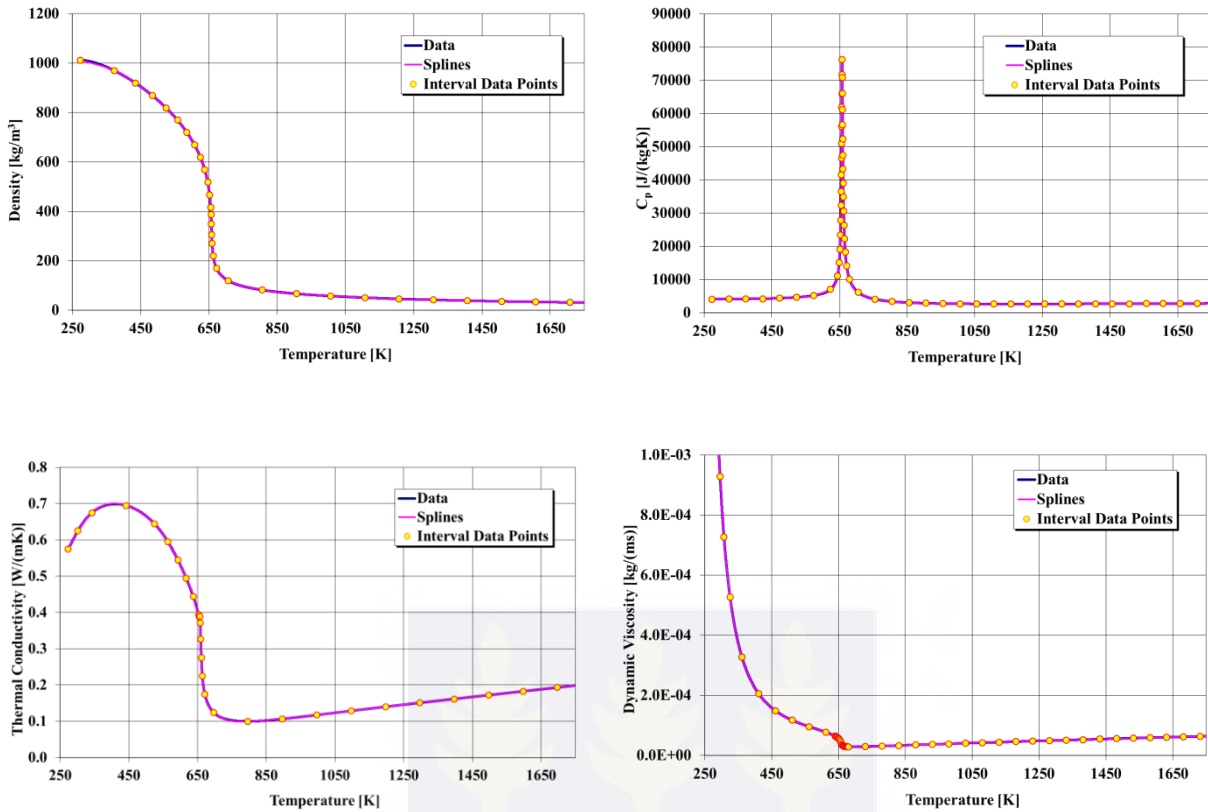 1200
1000
800
600
400
200
0
Density [kg/m³]
250 450 650 850 1050 1250 1450 1650
Temperature [K]
Data
Splines
Interval Data Points
90000
80000
70000
60000
50000
40000
30000
20000
10000
0
Cp [J/(kgK)]
250 450 650 850 1050 1250 1450 1650
Temperature [K]
Data
Splines
Interval Data Points
0.8
0.7
0.6
0.5
0.4
0.3
0.2
0.1
0.0
Thermal Conductivity [W/(mK)]
250 450 650 850 1050 1250 1450 1650
Temperature [K]
Data
Splines
Interval Data Points
1.0E-03
8.0E-04
6.0E-04
4.0E-04
2.0E-04
0.0E+00
Dynamic Viscosity [kg/(ms)]
250 450 650 850 1050 1250 1450 1650
Temperature [K]
Data
Splines
Interval Data Points